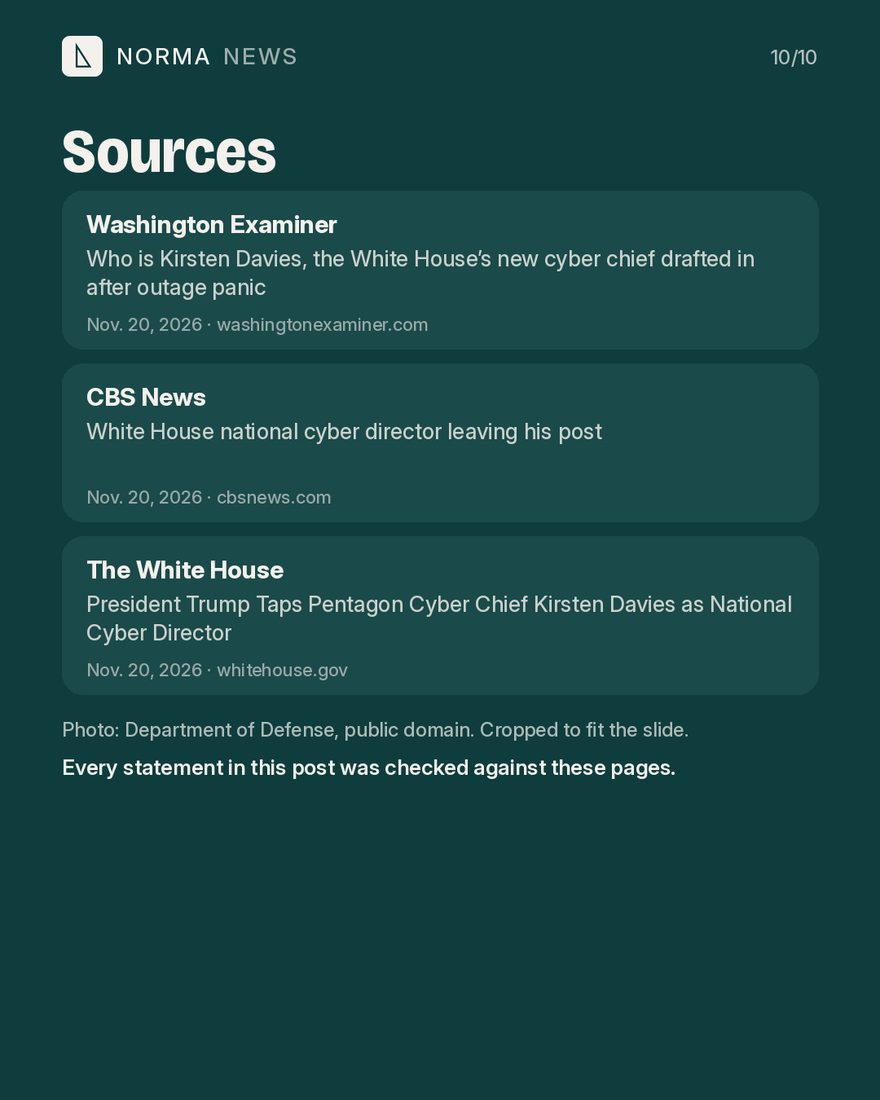 NORMA NEWS
10/10
Sources
Washington Examiner
Who is Kirsten Davies, the White House’s new cyber chief drafted in
after outage panic
Nov. 20, 2026 · washingtonexaminer.com
CBS News
White House national cyber director leaving his post
Nov. 20, 2026 · cbsnews.com
The White House
President Trump Taps Pentagon Cyber Chief Kirsten Davies as National
Cyber Director
Nov. 20, 2026 · whitehouse.gov
Photo: Department of Defense, public domain. Cropped to fit the slide.
Every statement in this post was checked against these pages.